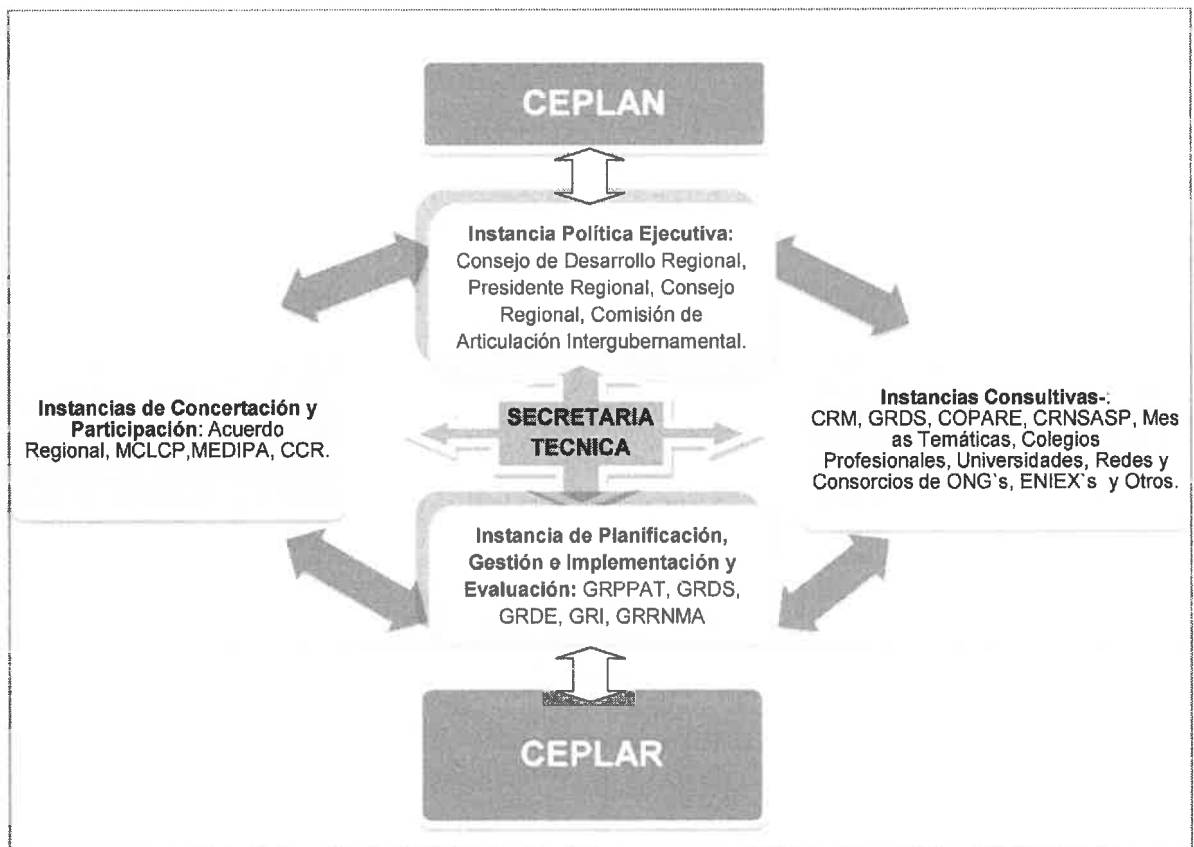 CEPLAN
Instancia Política Ejecutiva:
Consejo de Desarrollo Regional,
Presidente Regional, Consejo
Regional, Comisión de
Articulación Intergubernamental.
Instancias de Concertación y
Participación: Acuerdo
Regional, MCLCP,MEDIPA, CCR.
SECRETARIA
TECNICA
Instancias Consultivas-:
CRM, GRDS, COPARE, CRNSASP, Mes
as Temáticas, Colegios
Profesionales, Universidades, Redes y
Consorcios de ONG`s, ENIEX`s y Otros.
Instancia de Planificación,
Gestión e Implementación y
Evaluación: GRPPAT, GRDS,
GRDE, GRI, GRRNMA
CEPLAR